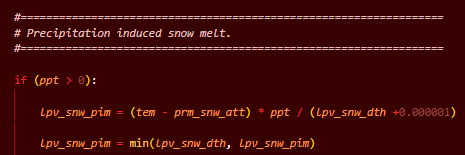 #================================================================
# Precipitation induced snow melt.
#================================================================
if (ppt > 0):
lpv_snw_pim = (tem - prm_snw_att) * ppt / (lpv_snw_dth +0.000001)
lpv_snw_pim = min(lpv_snw_dth, lpv_snw_pim)